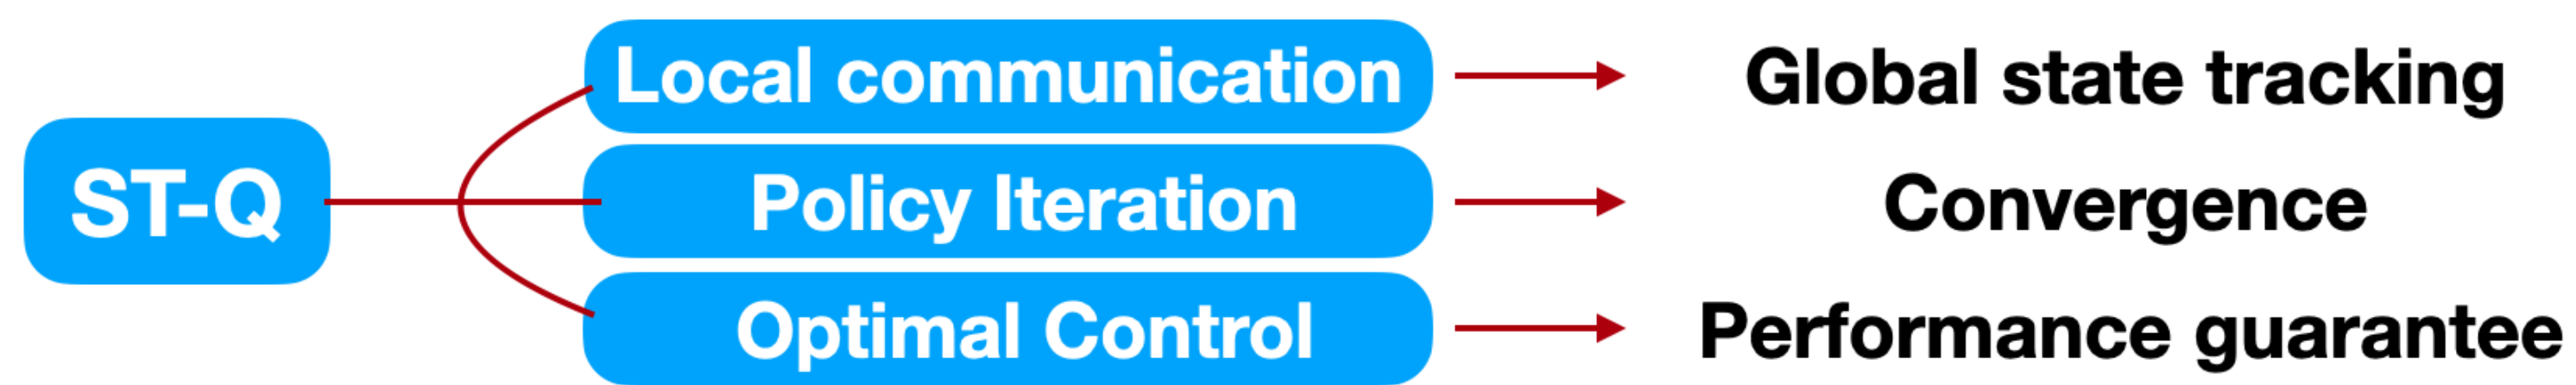 ST-Q
Local communication
Global state tracking
Policy Iteration
Convergence
Optimal Control
Performance guarantee